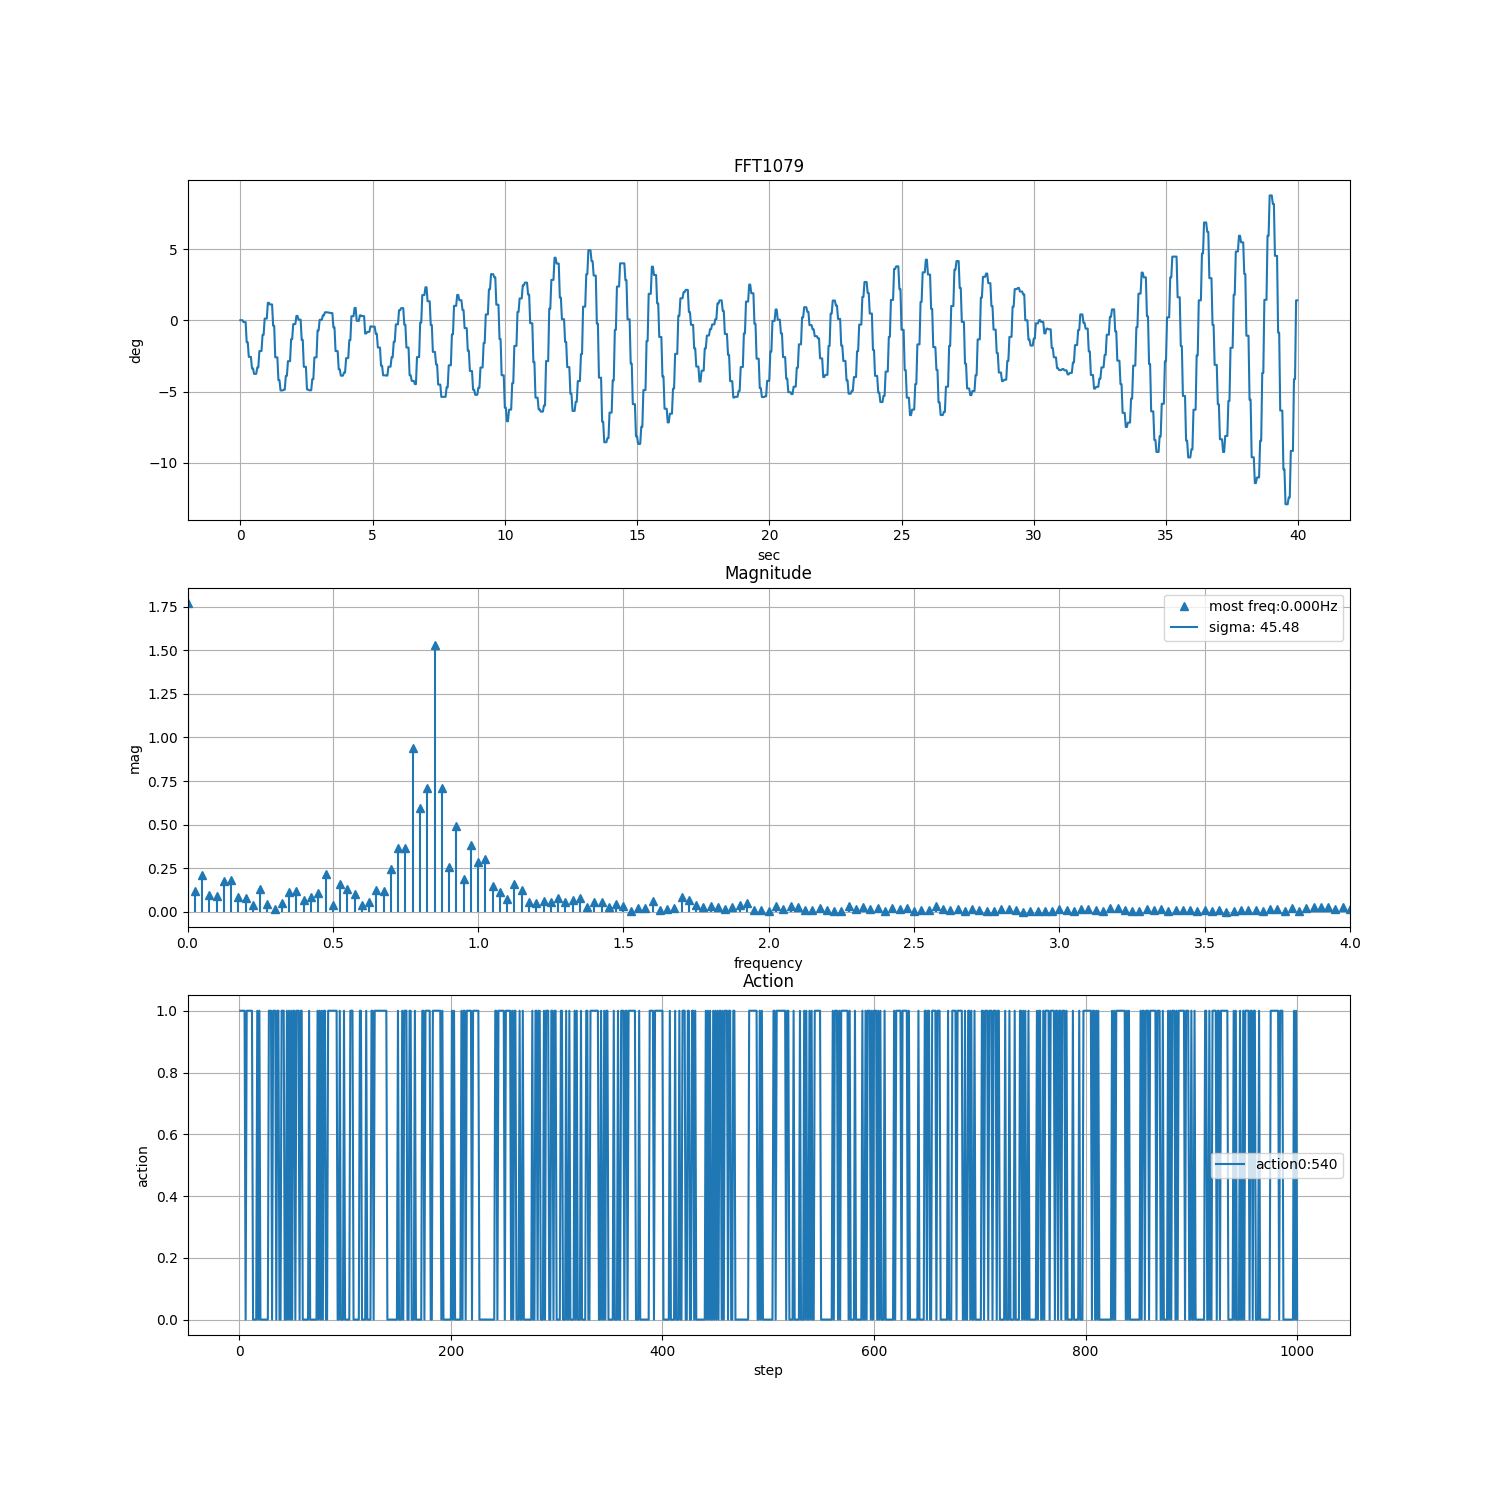 FFT1079
5
0
−5
−10
deg
0 5 10 15 20 25 30 35 40
sec
Magnitude
1.75
1.50
1.25
1.00
0.75
0.50
0.25
0.00
mag
most freq:0.000Hz
sigma: 45.48
0.0 0.5 1.0 1.5 2.0 2.5 3.0 3.5 4.0
frequency
Action
1.0
0.8
0.6
0.4
0.2
0.0
action
action0:540
0 200 400 600 800 1000
step